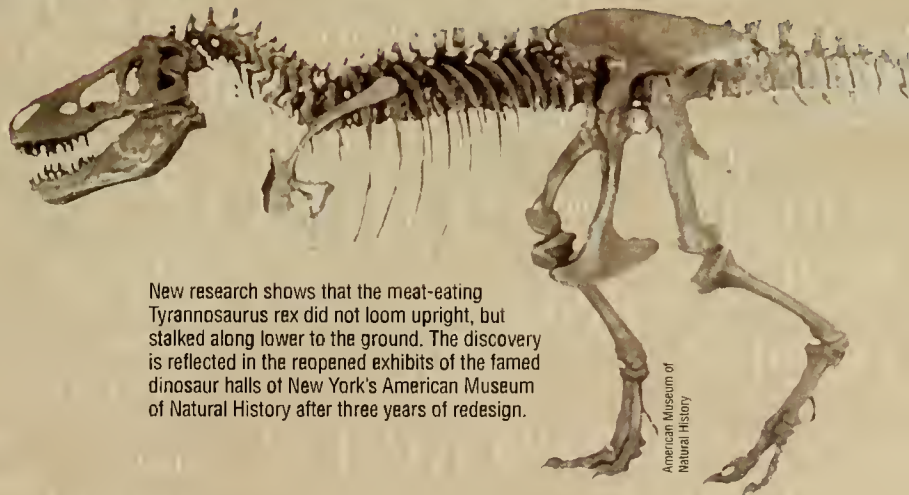 New research shows that the meat-eating
Tyrannosaurus rex did not loom upright, but
stalked along lower to the ground. The discovery
is reflected in the reopened exhibits of the famed
dinosaur halls of New York's American Museum
of Natural History after three years of redesign.
American Museum of
Natural History